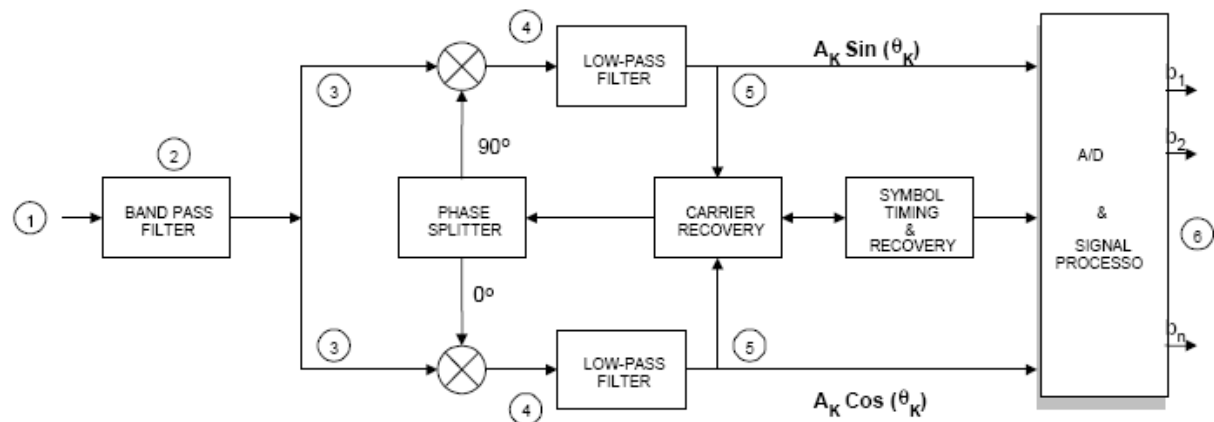 4
A_K Sin (θ_K)
LOW-PASS
FILTER
3
5
b_1
2
90º
b_2
A/D
&
SIGNAL
PROCESSO
1
BAND PASS
FILTER
PHASE
SPLITTER
CARRIER
RECOVERY
SYMBOL
TIMING
&
RECOVERY
6
0º
3
5
b_n
LOW-PASS
FILTER
4
A_K Cos (θ_K)